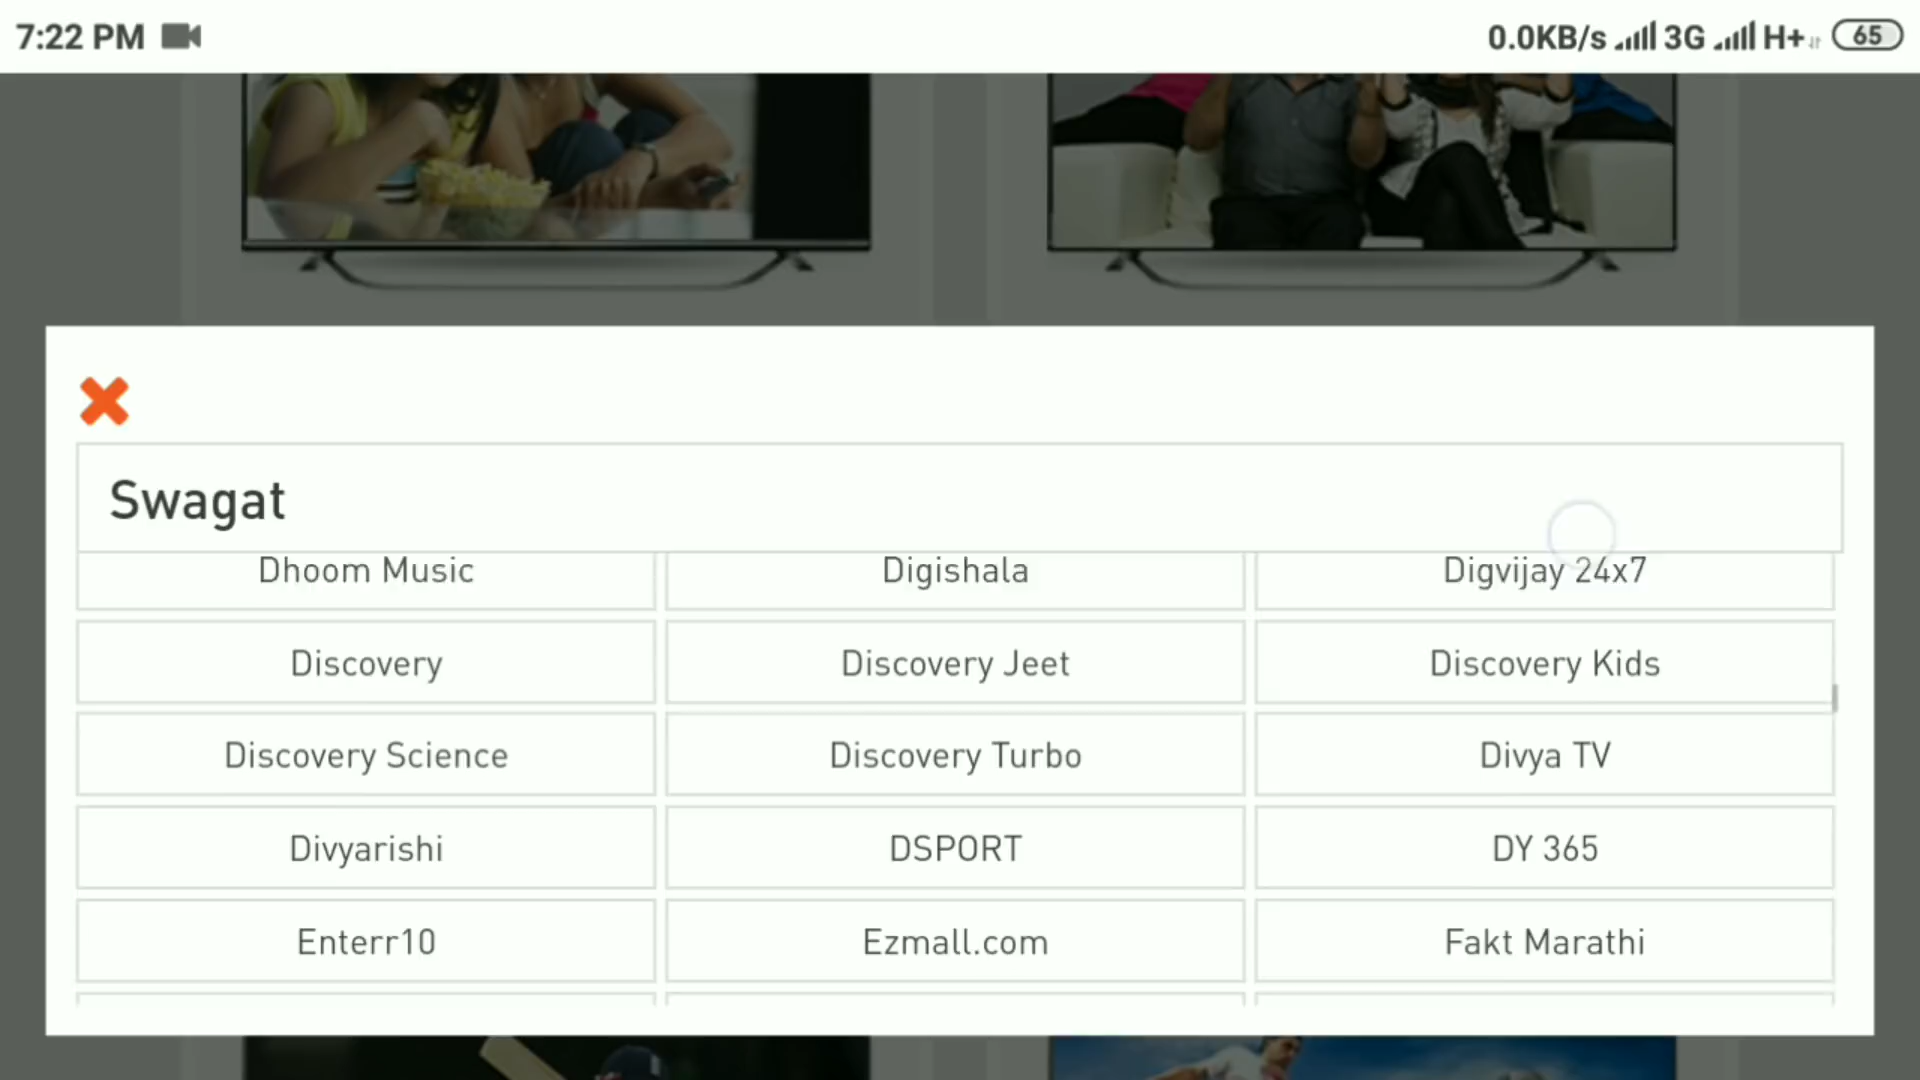 7:22 PM 0.0KB/s 3G H+ 65
Swagat
Dhoom Music Digishala Digvijay 24x7
Discovery Discovery Jeet Discovery Kids
Discovery Science Discovery Turbo Divya TV
Divyarishi DSPORT DY 365
Enterr10 Ezmall.com Fakt Marathi